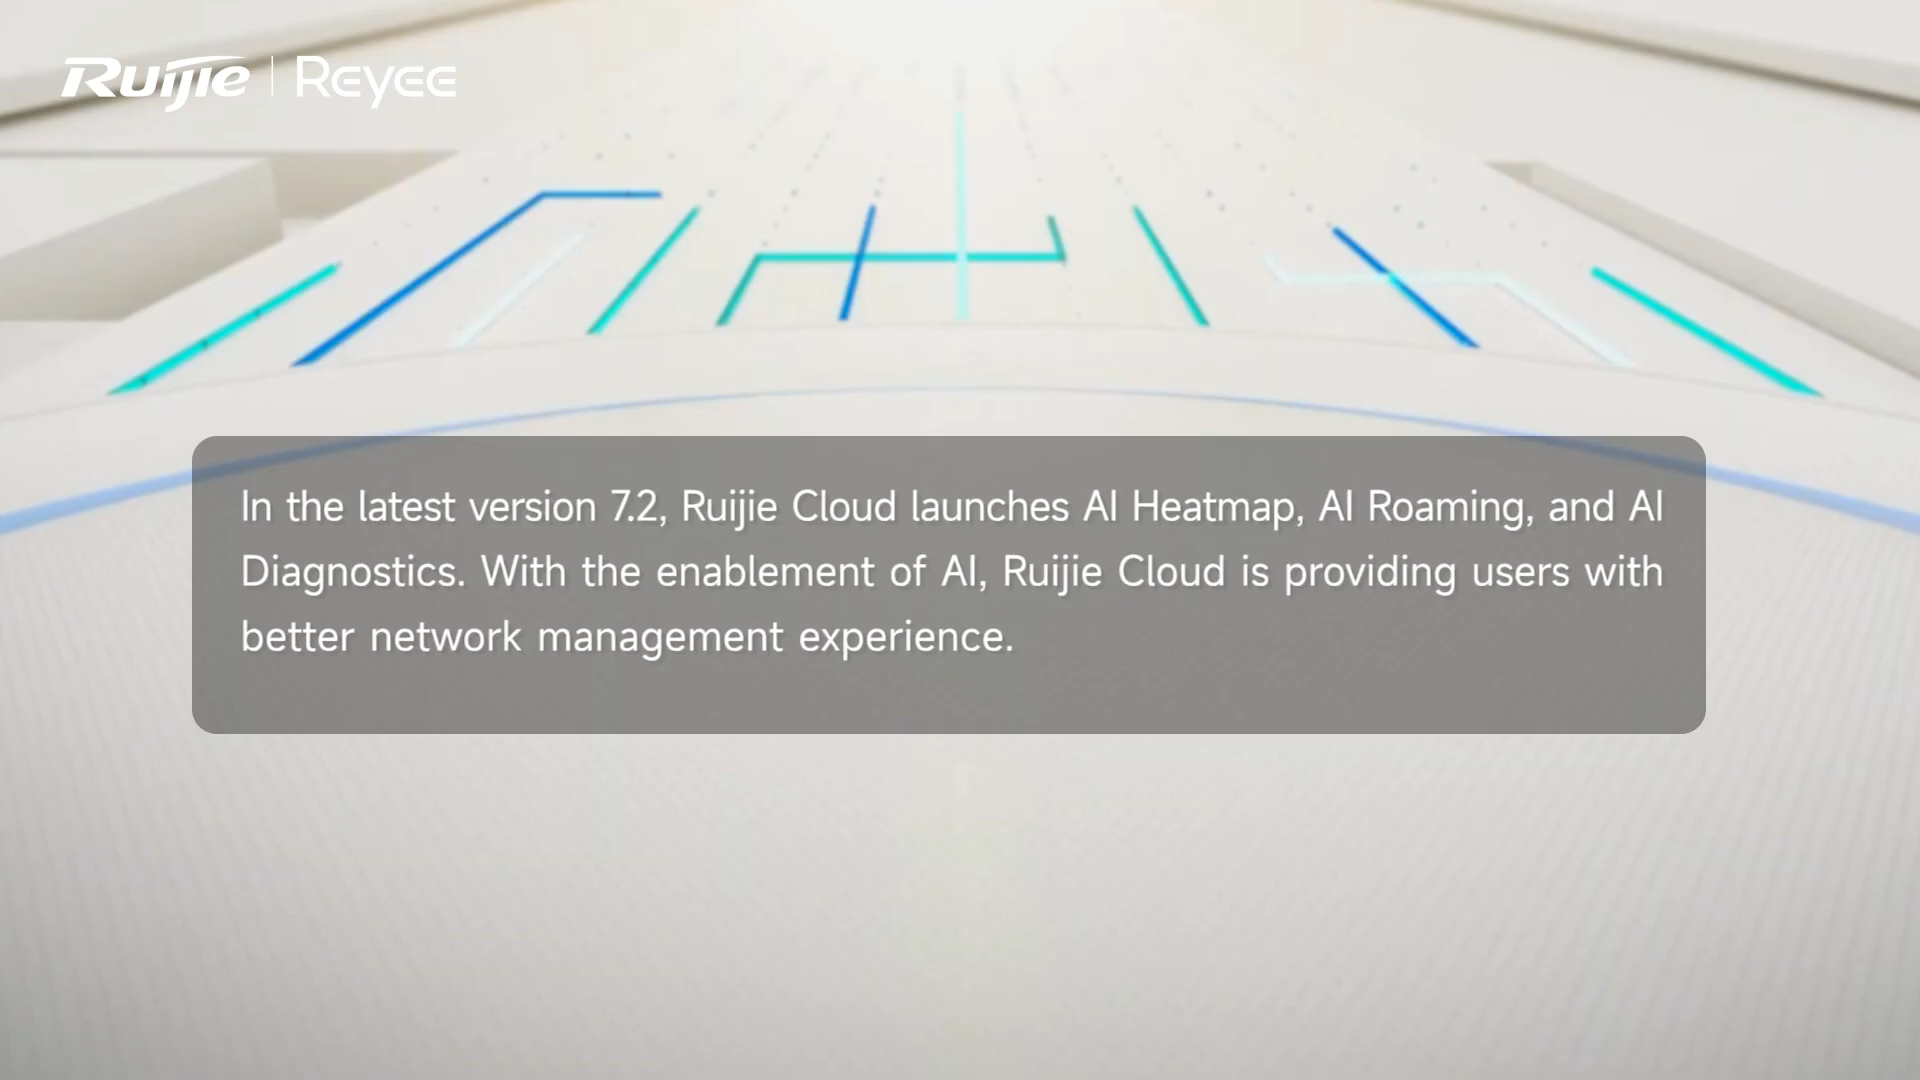 Ruijie | Reyee
In the latest version 7.2, Ruijie Cloud launches AI Heatmap, AI Roaming, and AI
Diagnostics. With the enablement of AI, Ruijie Cloud is providing users with
better network management experience.